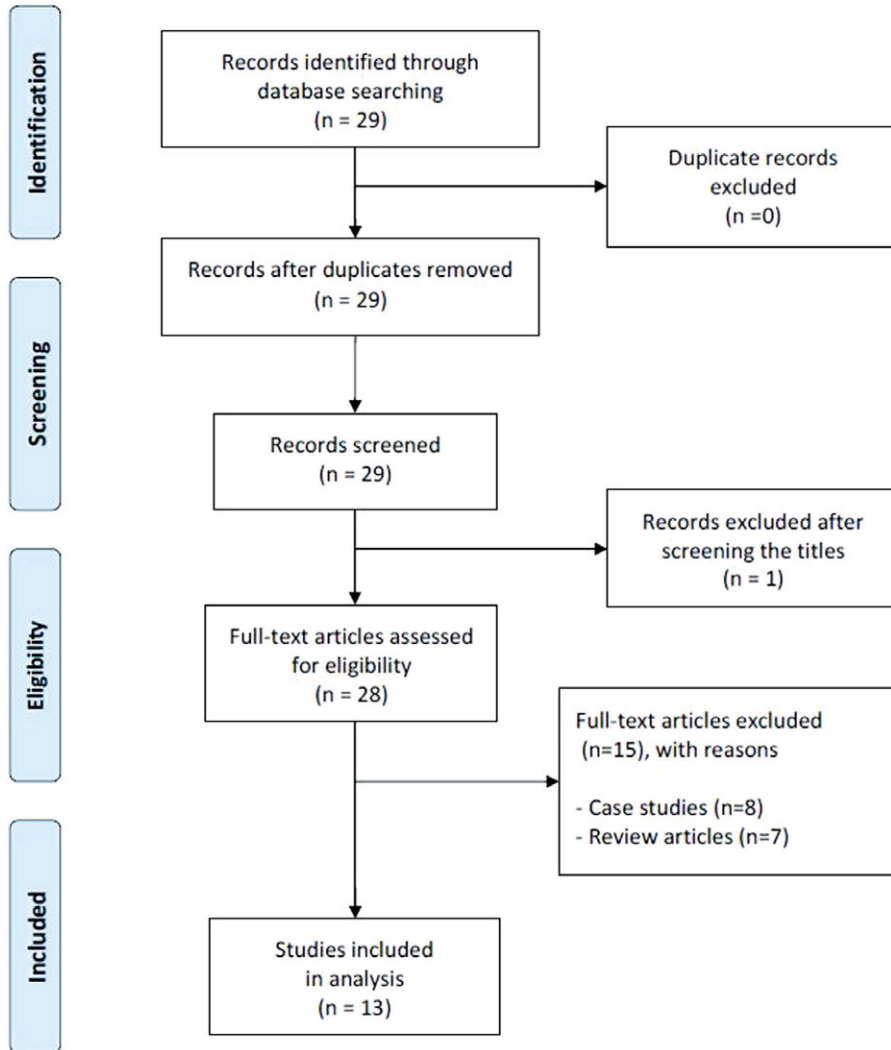 Identification
Records identified through
database searching
(n = 29)
Duplicate records
excluded
(n =0)
Records after duplicates removed
(n = 29)
Screening
Records screened
(n = 29)
Records excluded after
screening the titles
(n = 1)
Eligibility
Full-text articles assessed
for eligibility
(n = 28)
Full-text articles excluded
(n=15), with reasons
- Case studies (n=8)
- Review articles (n=7)
Included
Studies included
in analysis
(n = 13)